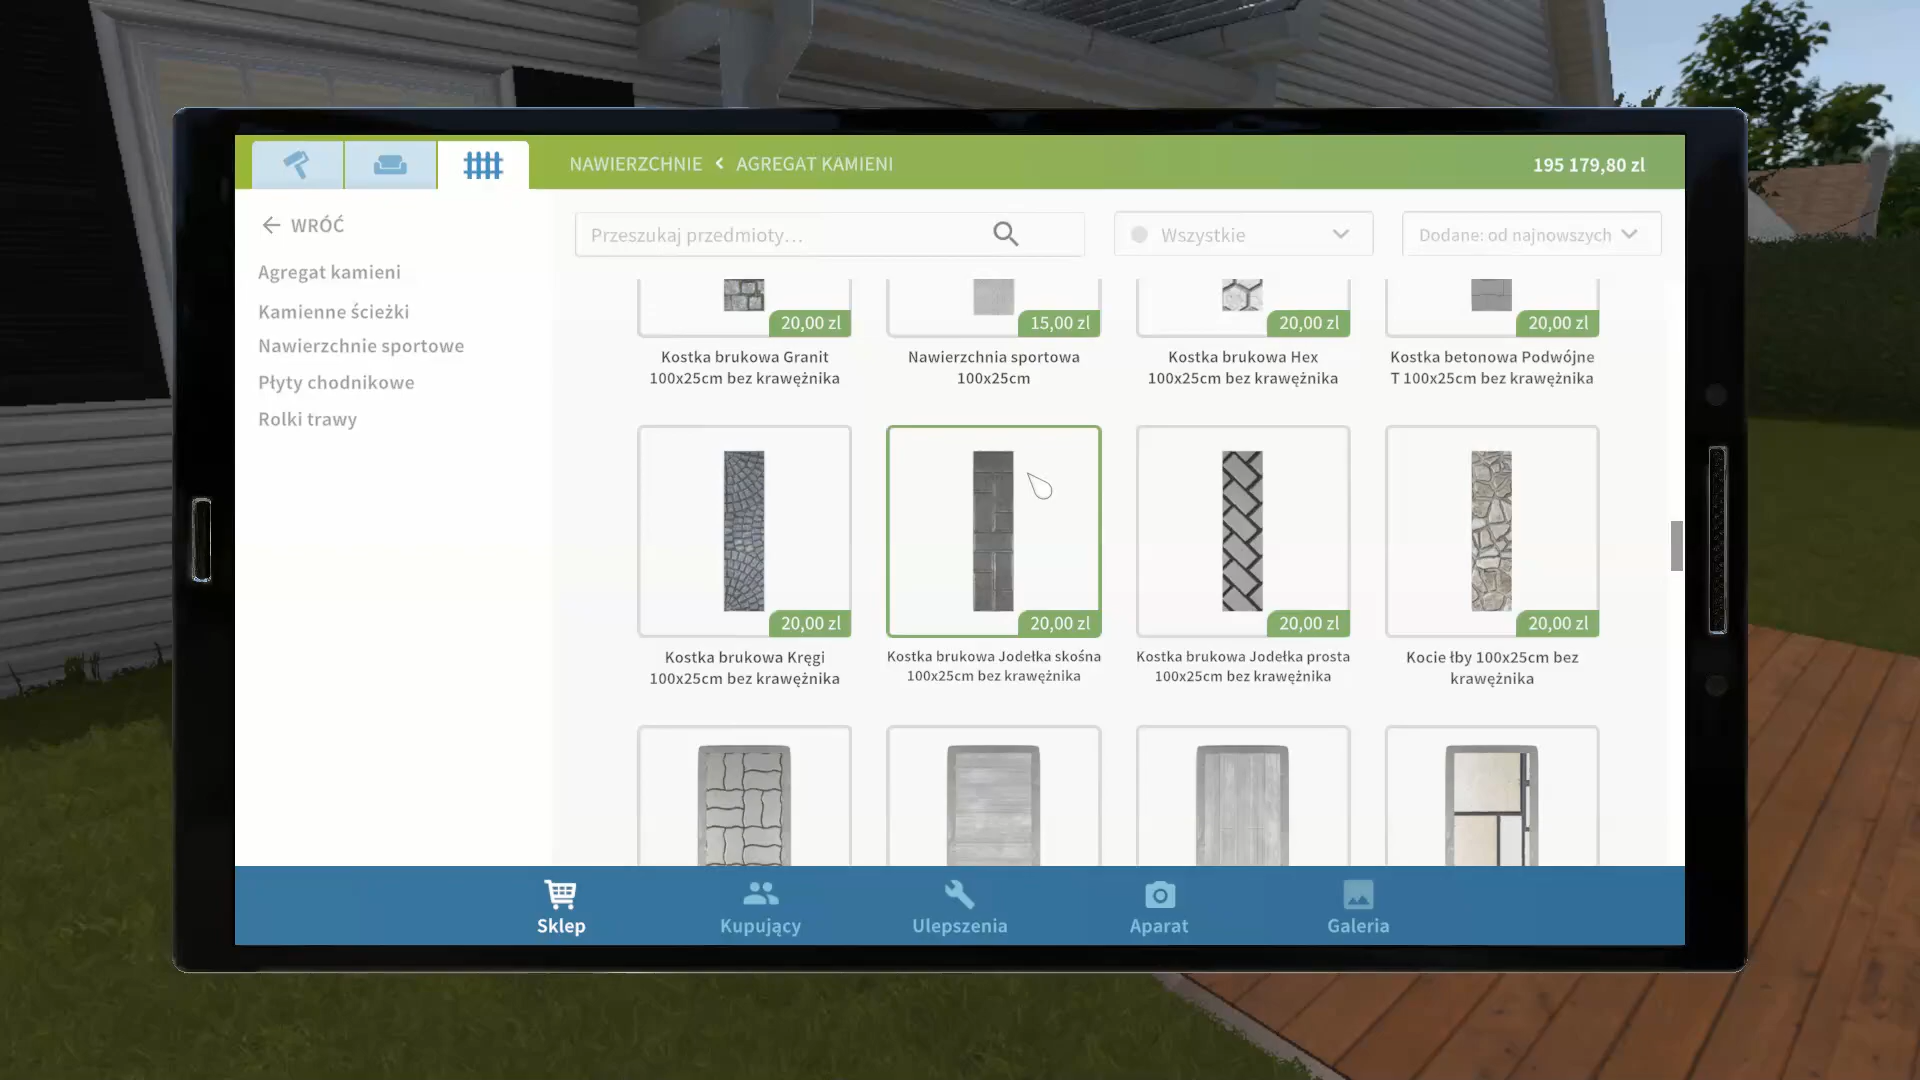 NAWIERZCHNIE < AGREGAT KAMIENI
195 179,80 zl
WRÓĆ
Agregat kamieni
Kamienne ścieżki
Nawierzchnie sportowe
Płyty chodnikowe
Rolki trawy
Przeszukaj przedmioty...
Wszystkie
Dodane: od najnowszych
20,00 zl
15,00 zl
20,00 zl
20,00 zl
Kostka brukowa Granit
100x25cm bez krawężnika
Nawierzchnia sportowa
100x25cm
Kostka brukowa Hex
100x25cm bez krawężnika
Kostka betonowa Podwójne
T 100x25cm bez krawężnika
20,00 zl
20,00 zl
20,00 zl
20,00 zl
Kostka brukowa Kręgi
100x25cm bez krawężnika
Kostka brukowa Jodełka skośna
100x25cm bez krawężnika
Kostka brukowa Jodełka prosta
100x25cm bez krawężnika
Kocie łby 100x25cm bez
krawężnika
Sklep
Kupujący
Ulepszenia
Aparat
Galeria